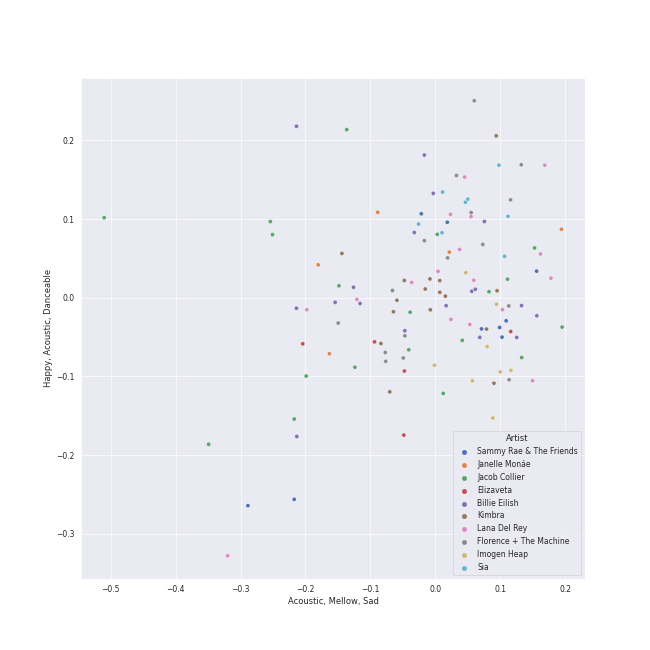 0.2
0.1
0.0
−0.1
−0.2
−0.3
Happy, Acoustic, Danceable
Artist
Sammy Rae & The Friends
Janelle Monáe
Jacob Collier
Elizaveta
Billie Eilish
Kimbra
Lana Del Rey
Florence + The Machine
Imogen Heap
Sia
−0.5 −0.4 −0.3 −0.2 −0.1 0.0 0.1 0.2
Acoustic, Mellow, Sad